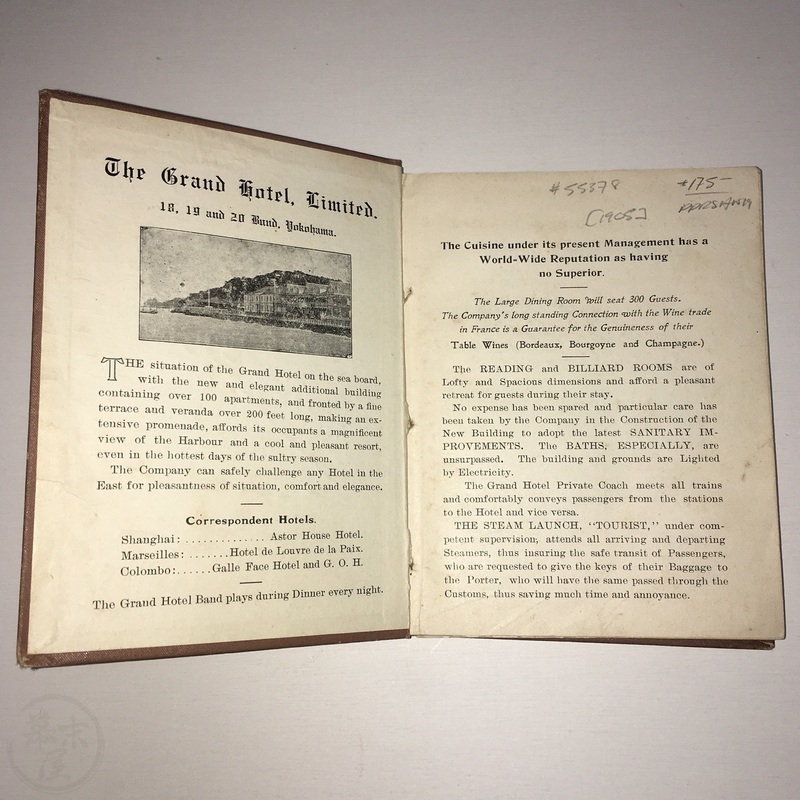 The Grand Hotel, Limited.
18, 19 and 20 Bund, Yokohama.
THE situation of the Grand Hotel on the sea board,
with the new and elegant additional building
containing over 100 apartments, and fronted by a fine
terrace and veranda over 200 feet long, making an ex-
tensive promenade, affords its occupants a magnificent
view of the Harbour and a cool and pleasant resort,
even in the hottest days of the sultry season.
The Company can safely challenge any Hotel in the
East for pleasantness of situation, comfort and elegance.
Correspondent Hotels.
Shanghai: .............. Astor House Hotel.
Marseilles: .......Hotel de Louvre de la Paix.
Colombo:......Galle Face Hotel and G. O. H.
The Grand Hotel Band plays during Dinner every night.
#55378
$175-
[1905]
The Cuisine under its present Management has a
World-Wide Reputation as having
no Superior.
The Large Dining Room will seat 300 Guests.
The Company's long standing Connection with the Wine trade
in France is a Guarantee for the Genuineness of their
Table Wines (Bordeaux, Bourgoyne and Champagne.)
The READING and BILLIARD ROOMS are of
Lofty and Spacious dimensions and afford a pleasant
retreat for guests during their stay.
No expense has been spared and particular care has
been taken by the Company in the Construction of the
New Building to adopt the latest SANITARY IM-
PROVEMENTS. The BATHS, ESPECIALLY, are
unsurpassed. The building and grounds are Lighted
by Electricity.
The Grand Hotel Private Coach meets all trains
and comfortably conveys passengers from the stations
to the Hotel and vice versa.
THE STEAM LAUNCH, "TOURIST," under com-
petent supervision, attends all arriving and departing
Steamers, thus insuring the safe transit of Passengers,
who are requested to give the keys of their Baggage to
the Porter, who will have the same passed through the
Customs, thus saving much time and annoyance.
幕末屋